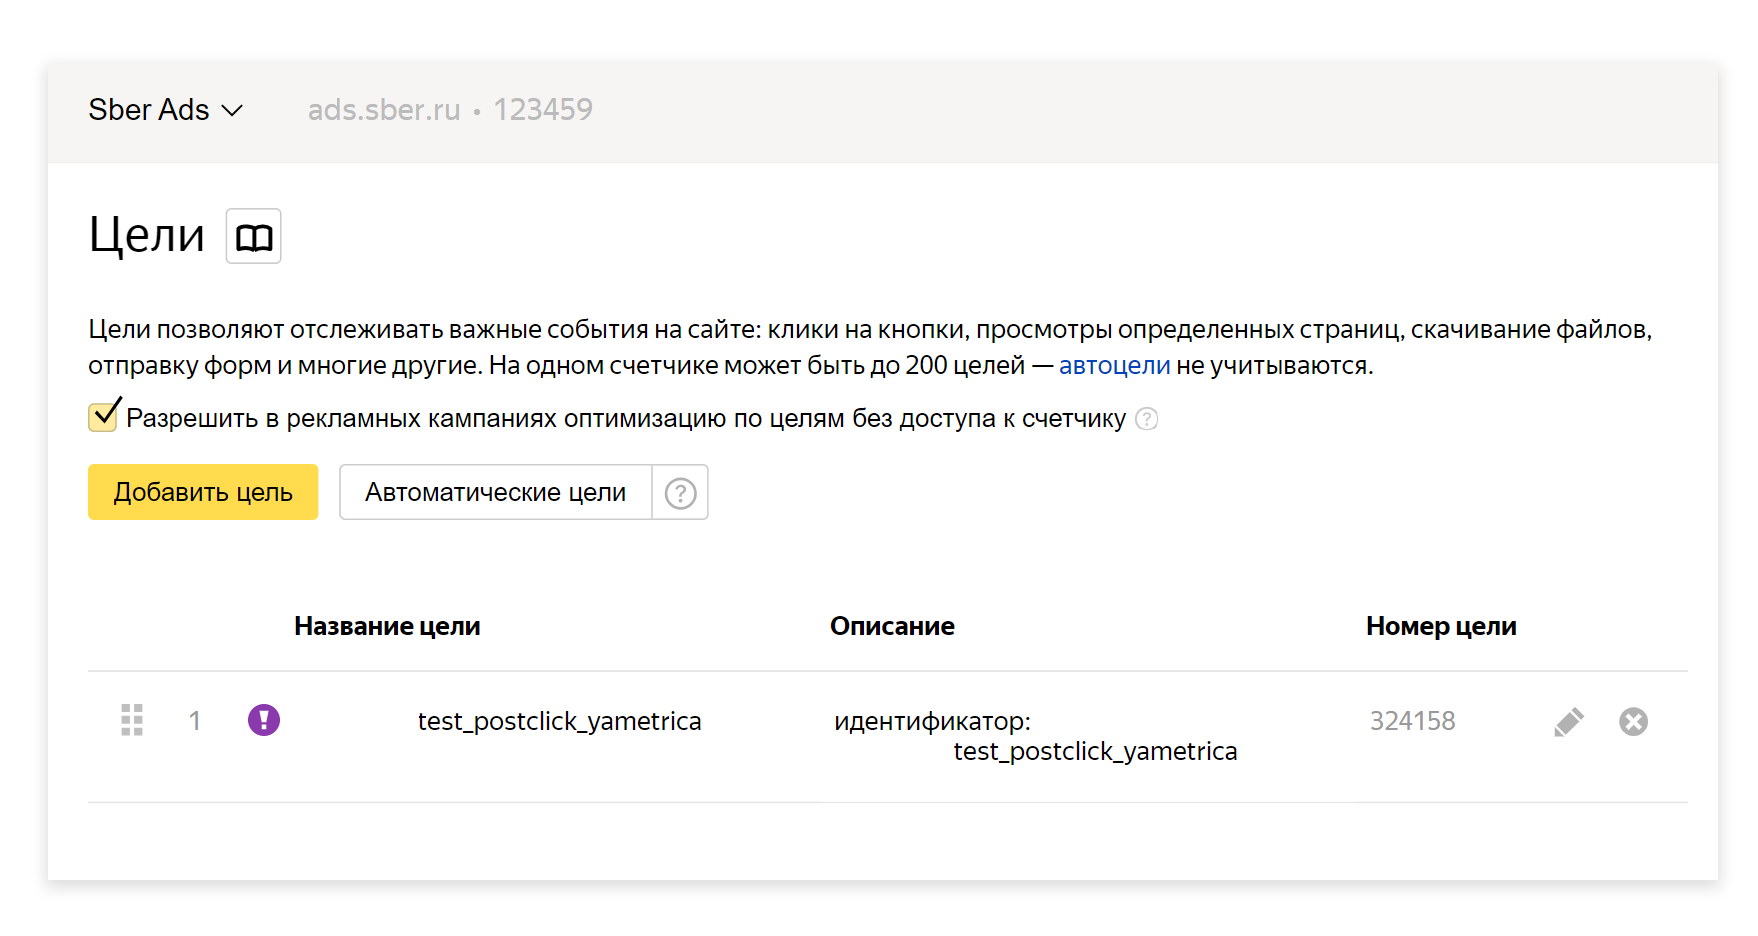 Sber Ads ads.sber.ru • 123459
Цели
Цели позволяют отслеживать важные события на сайте: клики на кнопки, просмотры определенных страниц, скачивание файлов,
отправку форм и многие другие. На одном счетчике может быть до 200 целей — автоцели не учитываются.
Разрешить в рекламных кампаниях оптимизацию по целям без доступа к счетчику ?
Добавить цель Автоматические цели ?
Название цели Описание Номер цели
1 ! test_postclick_yametrica идентификатор: 324158
test_postclick_yametrica